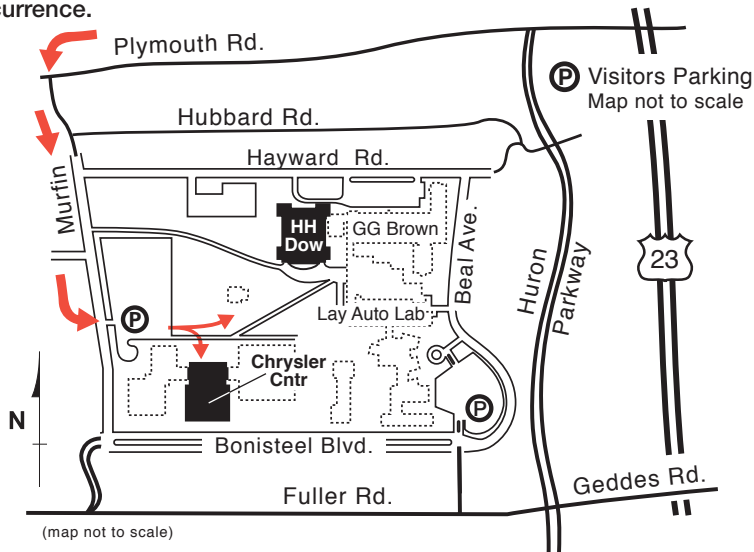 currence.
Plymouth Rd.
P Visitors Parking
Map not to scale
Hubbard Rd.
Hayward Rd.
Murfin
HH
Dow
GG Brown
Beal Ave.
Huron
Parkway
23
P
Lay Auto Lab
Chrysler
Cntr
P
N
Bonisteel Blvd.
Fuller Rd.
Geddes Rd.
(map not to scale)